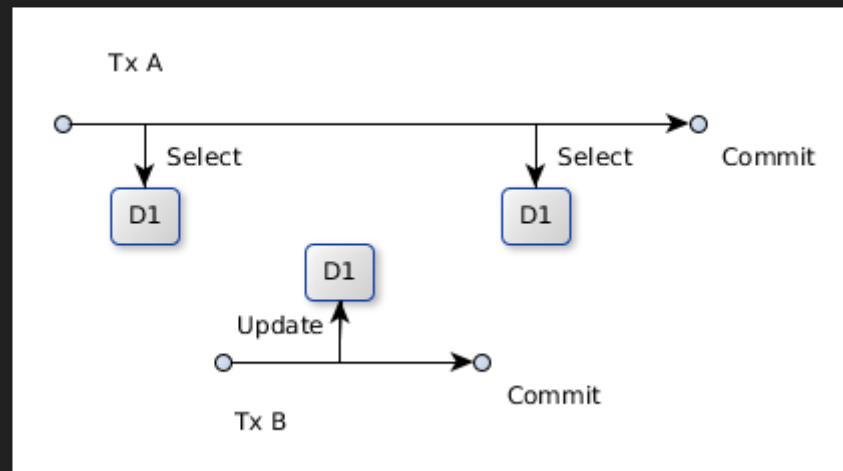 Tx A
Select
Select
Commit
D1
D1
D1
Update
Commit
Tx B